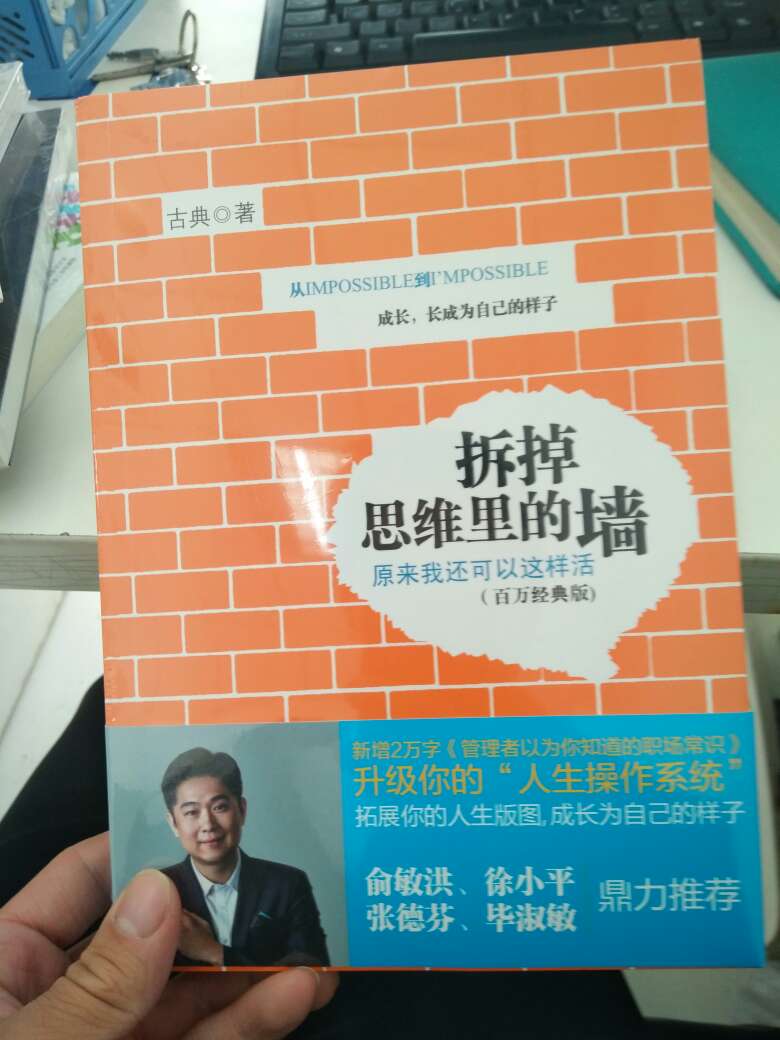 古典◎著
从IMPOSSIBLE到I'MPOSSIBLE
成长，长成为自己的样子
拆掉
思维里的墙
原来我还可以这样活
（百万经典版）
新增2万字《管理者以为你知道的职场常识》
升级你的“人生操作系统”
拓展你的人生版图，成长为自己的样子
俞敏洪、徐小平
张德芬、毕淑敏
鼎力推荐